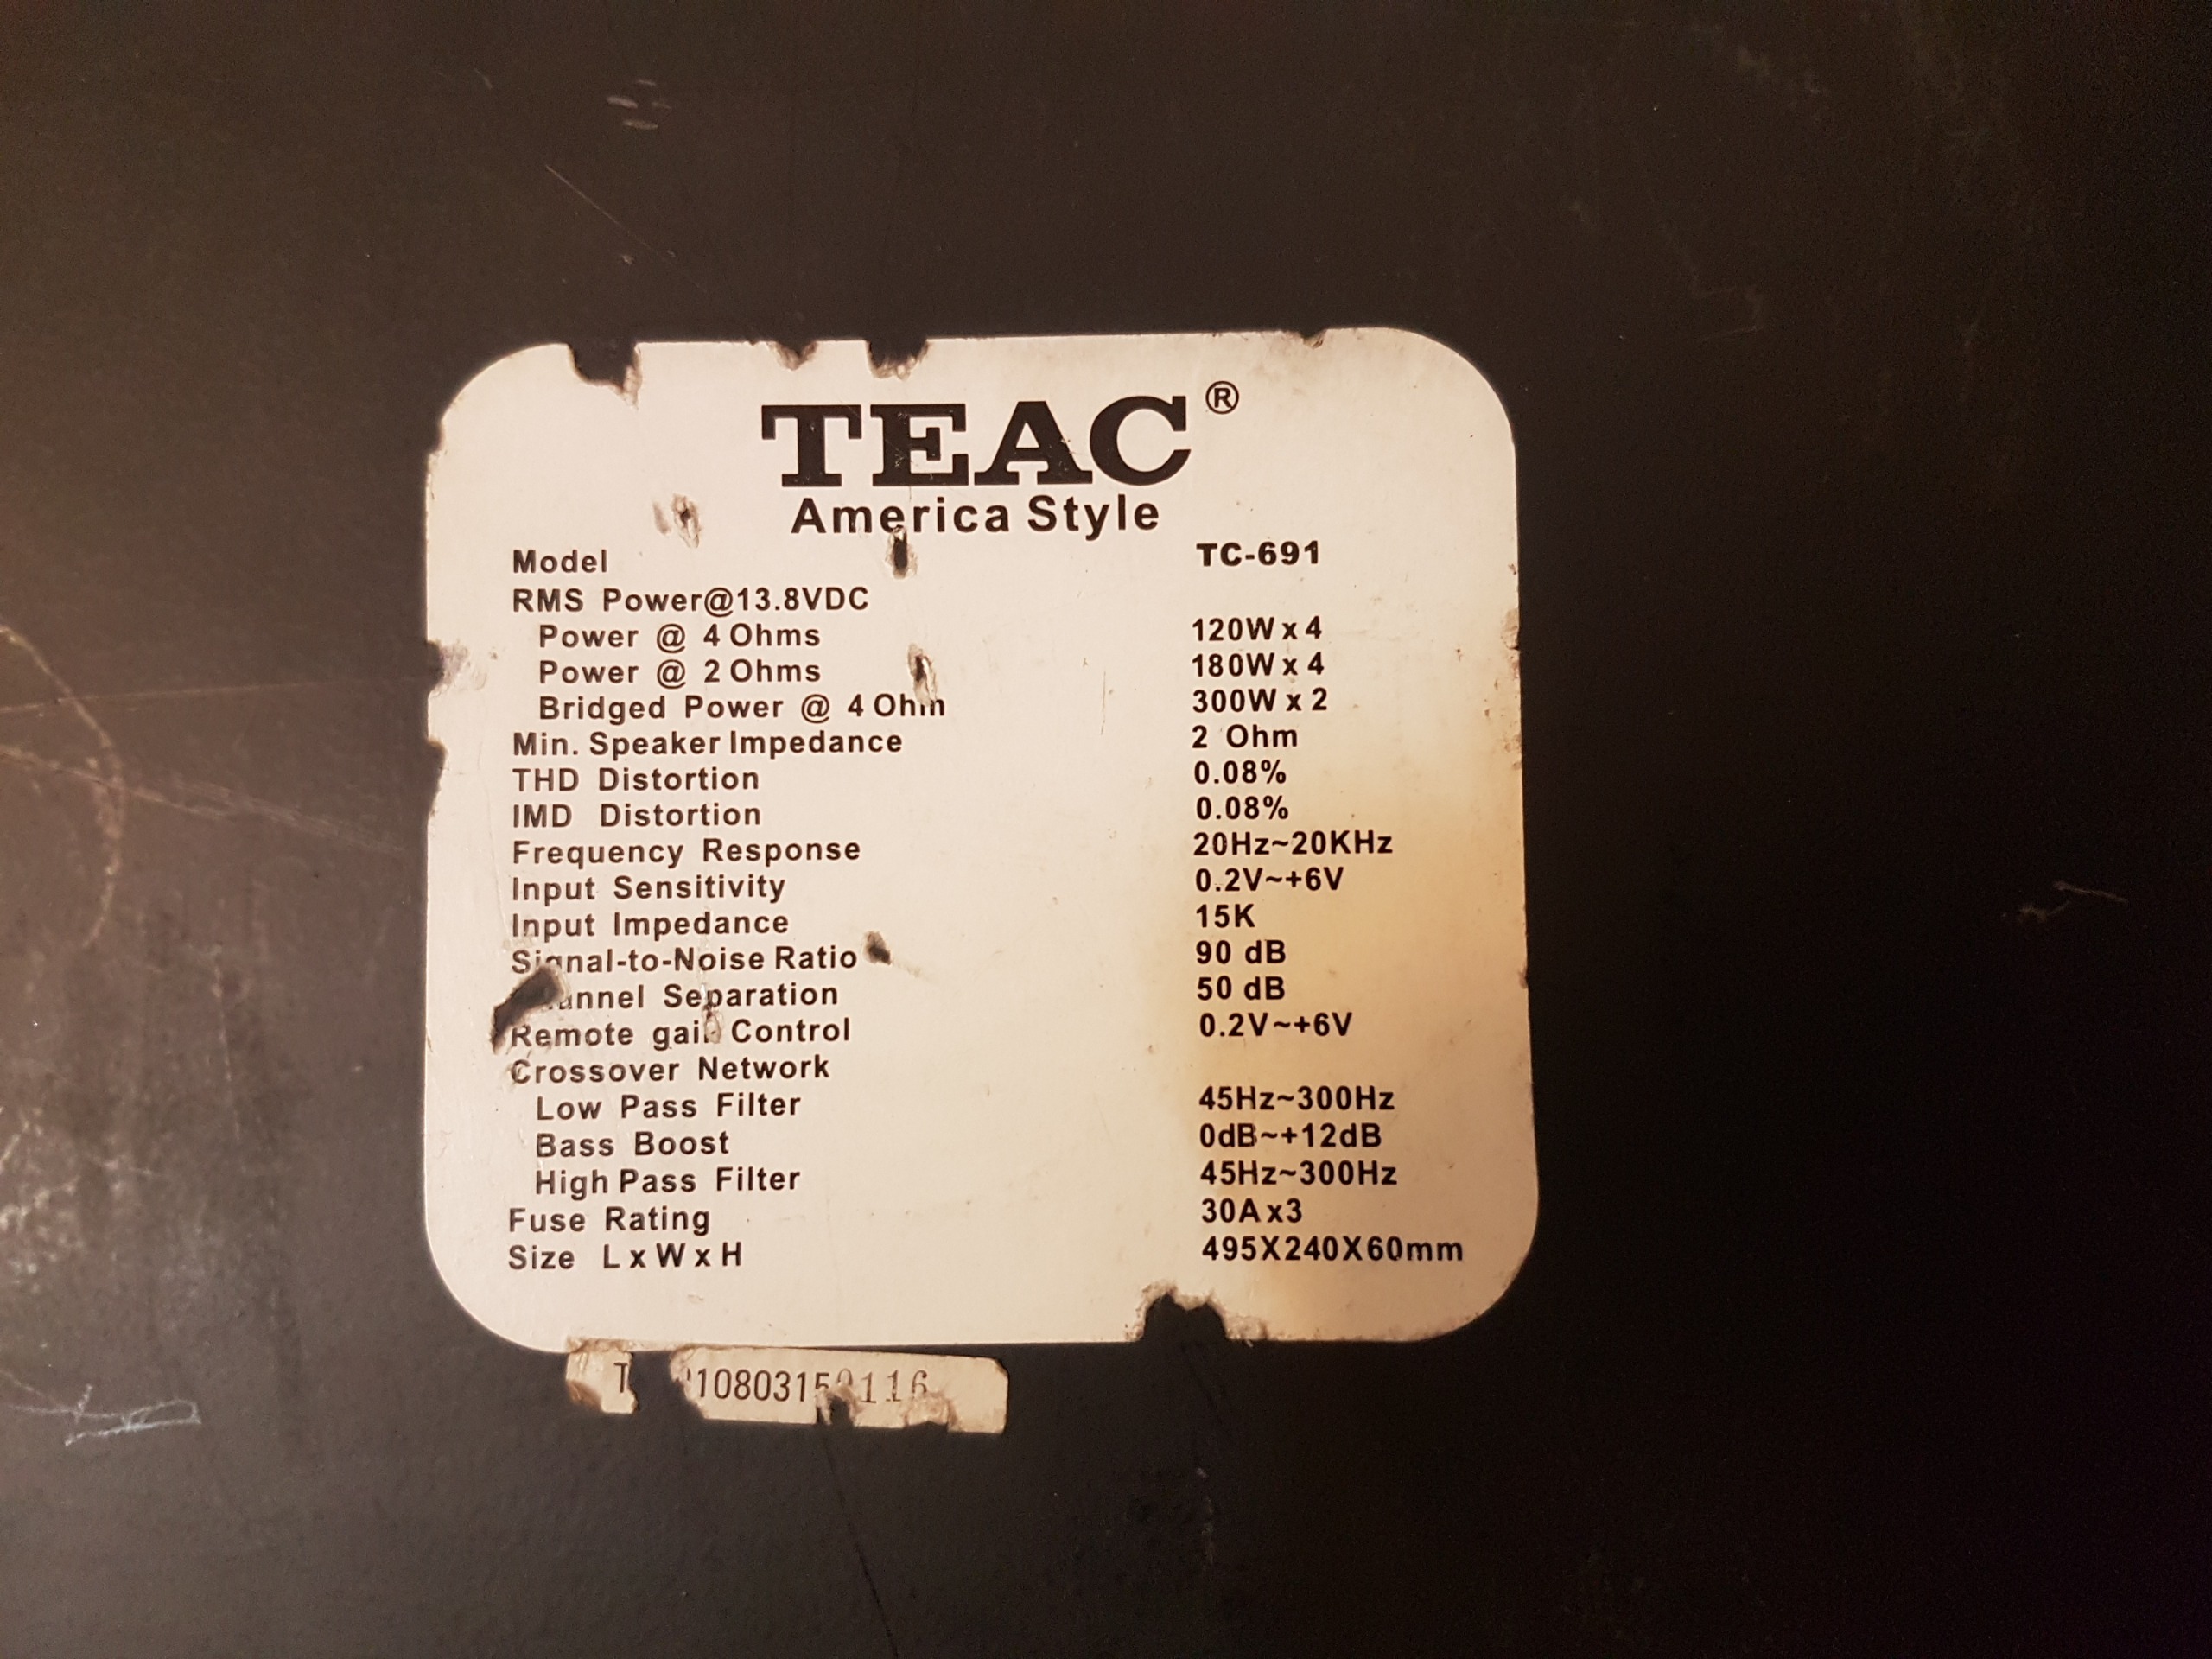 TEAC®
America Style
Model TC-691
RMS Power@13.8VDC
Power @ 4 Ohms 120W x 4
Power @ 2 Ohms 180W x 4
Bridged Power @ 4 Ohm 300W x 2
Min. Speaker Impedance 2 Ohm
THD Distortion 0.08%
IMD Distortion 0.08%
Frequency Response 20Hz~20KHz
Input Sensitivity 0.2V~+6V
Input Impedance 15K
Signal-to-Noise Ratio 90 dB
Channel Separation 50 dB
Remote gain Control 0.2V~+6V
Crossover Network
Low Pass Filter 45Hz~300Hz
Bass Boost 0dB~+12dB
High Pass Filter 45Hz~300Hz
Fuse Rating 30A x3
Size L x W x H 495X240X60mm